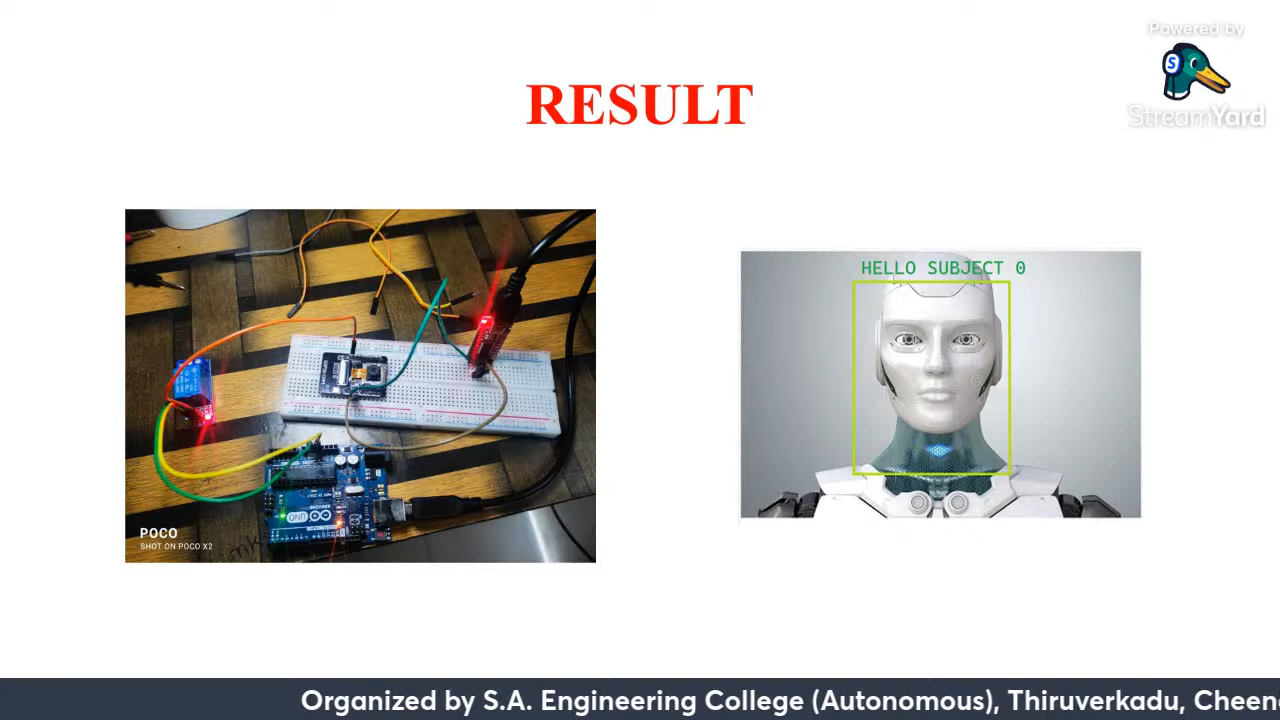 Powered by
S
StreamYard
RESULT
HELLO SUBJECT 0
UNO
POCO
SHOT ON POCO X2
Organized by S.A. Engineering College (Autonomous), Thiruverkadu, Cheen